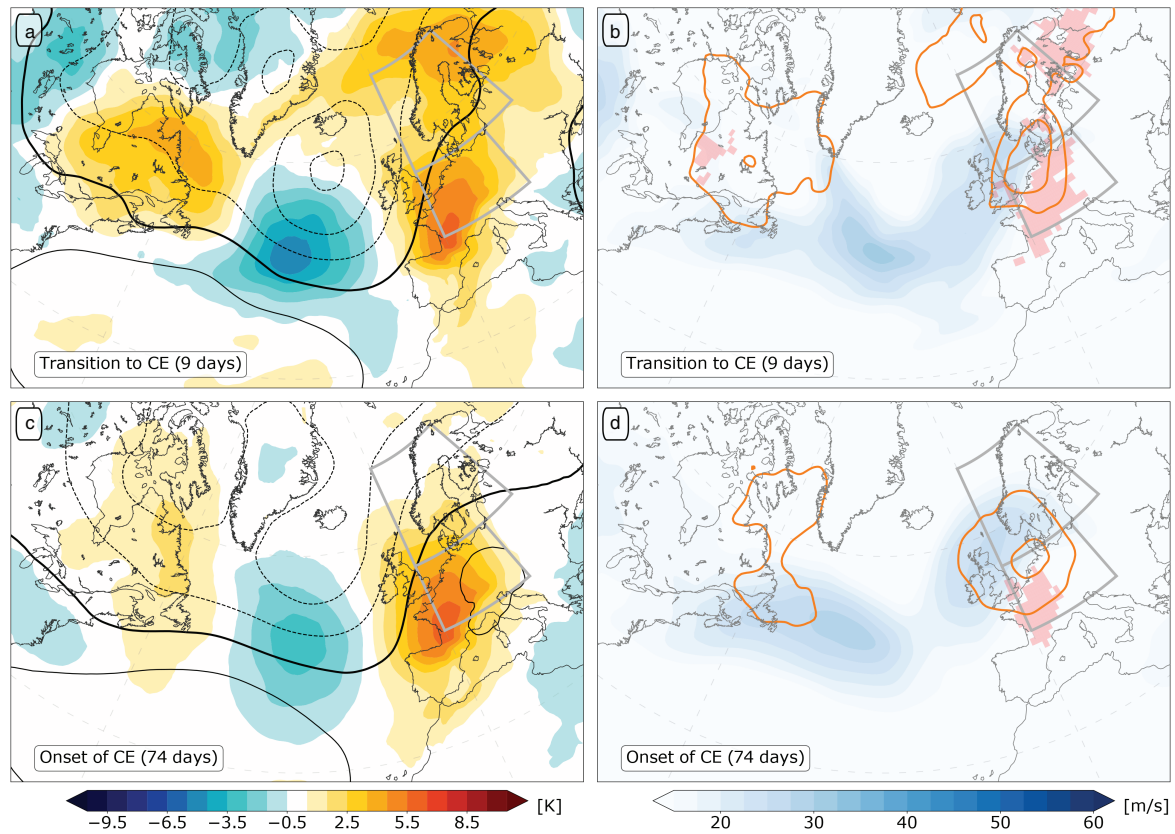 a
b
Transition to CE (9 days)
Transition to CE (9 days)
c
d
Onset of CE (74 days)
Onset of CE (74 days)
−9.5 −6.5 −3.5 −0.5 2.5 5.5 8.5 [K]
20 30 40 50 60 [m/s]